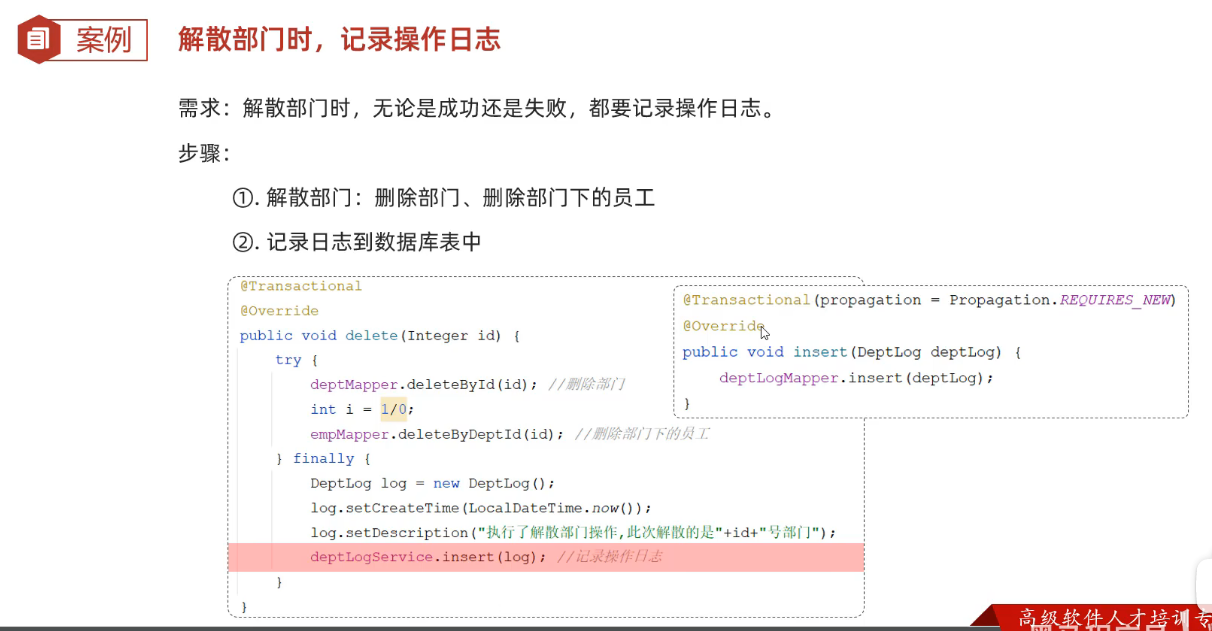 案例
解散部门时，记录操作日志
需求：解散部门时，无论是成功还是失败，都要记录操作日志。
步骤：
①. 解散部门：删除部门、删除部门下的员工
②. 记录日志到数据库表中
@Transactional
@Override
public void delete(Integer id) {
try {
deptMapper.deleteById(id); //删除部门
int i = 1/0;
empMapper.deleteByDeptId(id); //删除部门下的员工
} finally {
DeptLog log = new DeptLog();
log.setCreateTime(LocalDateTime.now());
log.setDescription("执行了解散部门操作,此次解散的是"+id+"号部门");
deptLogService.insert(log); //记录操作日志
}
}
@Transactional(propagation = Propagation.REQUIRES_NEW)
@Override
public void insert(DeptLog deptLog) {
deptLogMapper.insert(deptLog);
}
高级软件人才培训专